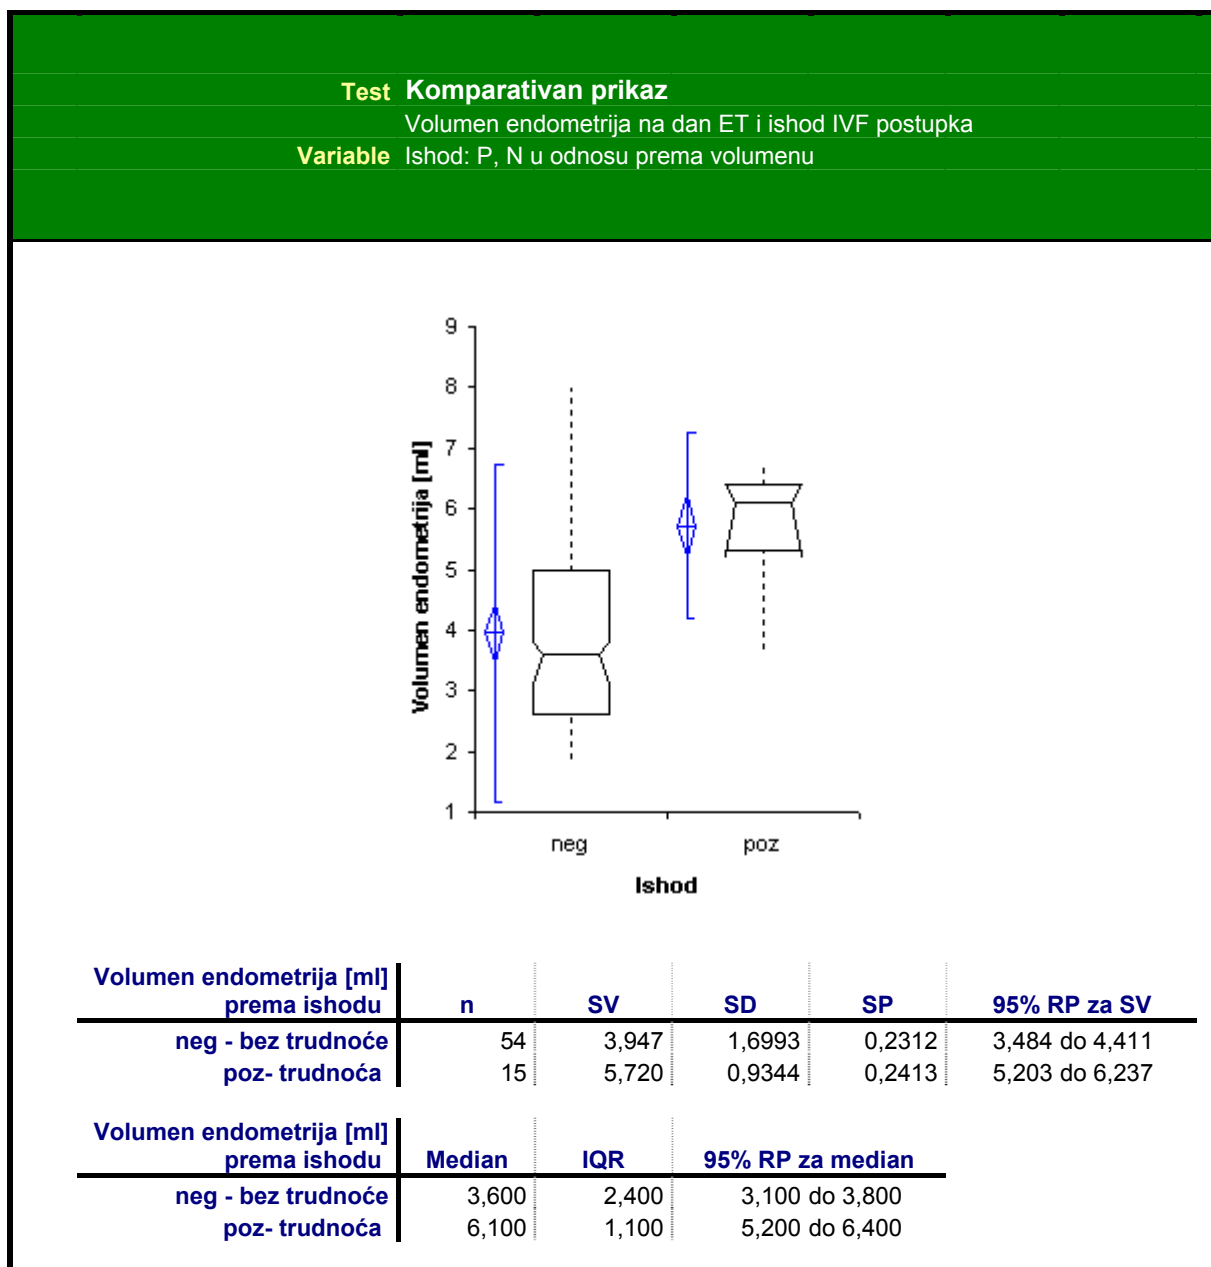 Test Komparativan prikaz
Volumen endometrija na dan ET i ishod IVF postupka
Variable Ishod: P, N u odnosu prema volumenu
9
8
7
6
5
4
3
2
1
Volumen endometrija [ml]
neg poz
Ishod
Volumen endometrija [ml]
prema ishodu n SV SD SP 95% RP za SV
neg - bez trudnoće 54 3,947 1,6993 0,2312 3,484 do 4,411
poz- trudnoća 15 5,720 0,9344 0,2413 5,203 do 6,237
Volumen endometrija [ml]
prema ishodu Median IQR 95% RP za median
neg - bez trudnoće 3,600 2,400 3,100 do 3,800
poz- trudnoća 6,100 1,100 5,200 do 6,400